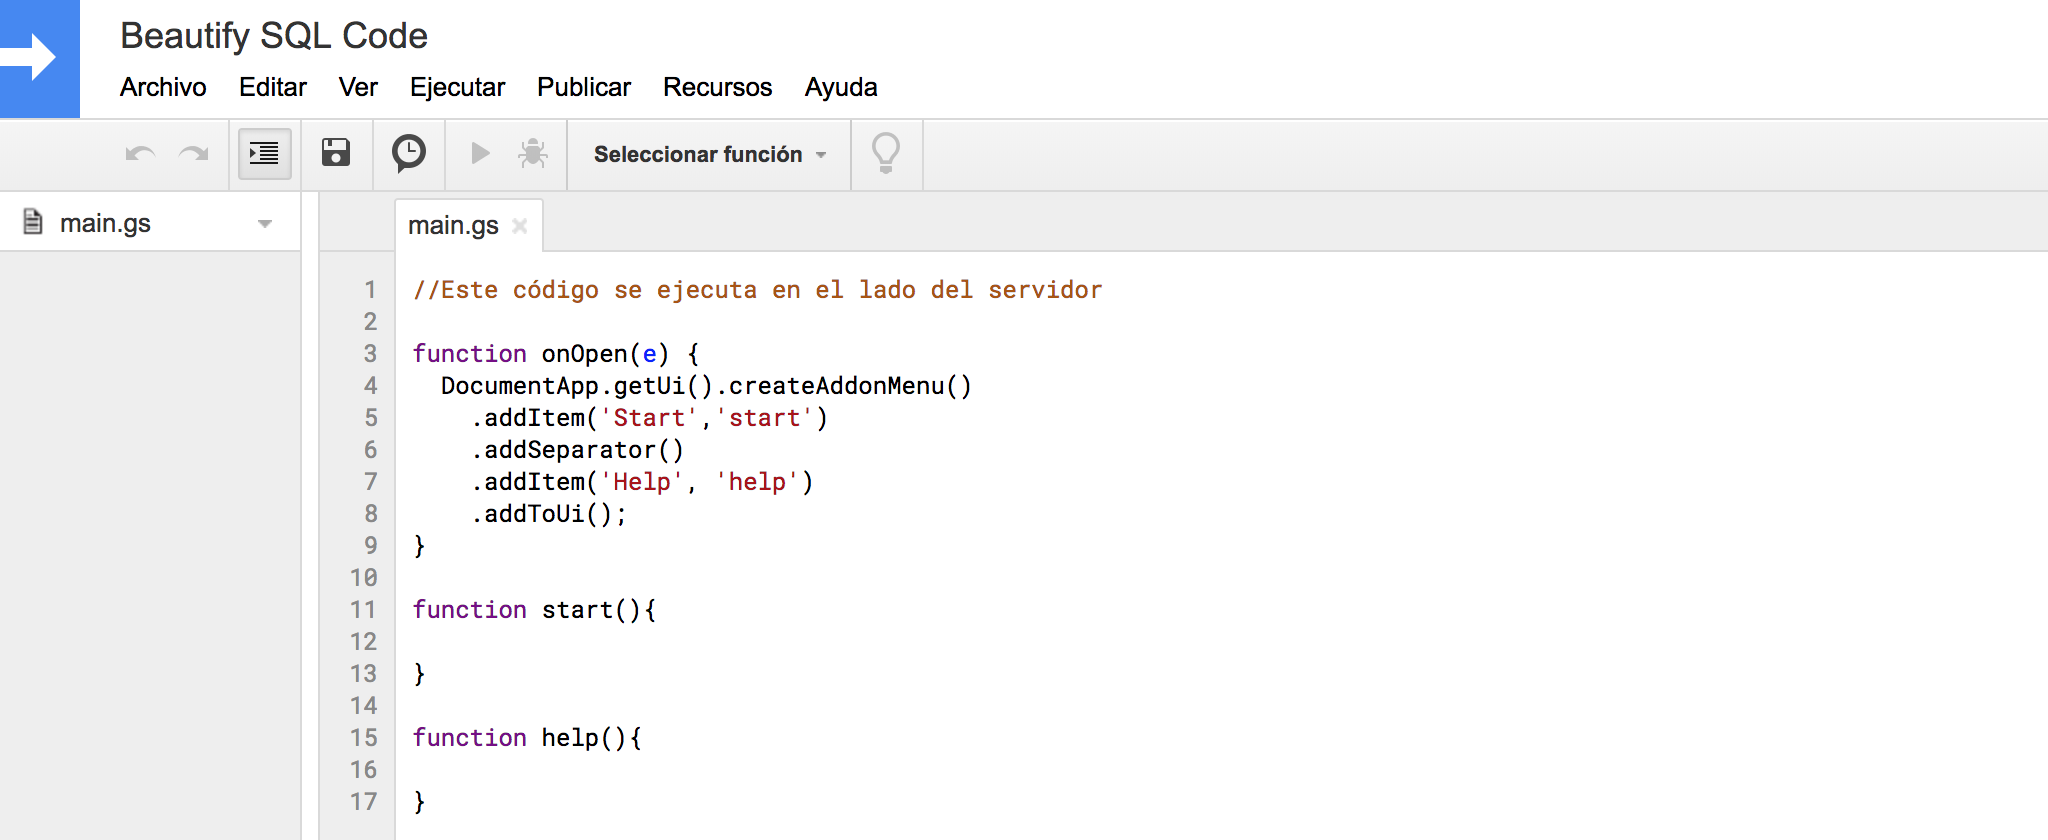 Beautify SQL Code
Archivo Editar Ver Ejecutar Publicar Recursos Ayuda
Seleccionar función
main.gs
main.gs
1 //Este código se ejecuta en el lado del servidor
2
3 function onOpen(e) {
4   DocumentApp.getUi().createAddonMenu()
5     .addItem('Start','start')
6     .addSeparator()
7     .addItem('Help', 'help')
8     .addToUi();
9 }
10
11 function start(){
12
13 }
14
15 function help(){
16
17 }